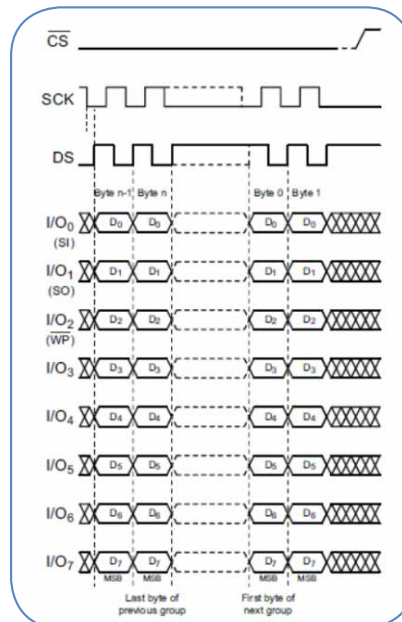 CS
SCK
DS
Byte n-1 Byte n Byte 0 Byte 1
I/O0 D0 D0 D0 D0
(SI)
I/O1 D1 D1 D1 D1
(SO)
I/O2 D2 D2 D2 D2
(WP)
I/O3 D3 D3 D3 D3
I/O4 D4 D4 D4 D4
I/O5 D5 D5 D5 D5
I/O6 D6 D6 D6 D6
I/O7 D7 D7 D7 D7
MSB MSB MSB MSB
Last byte of First byte of
previous group next group